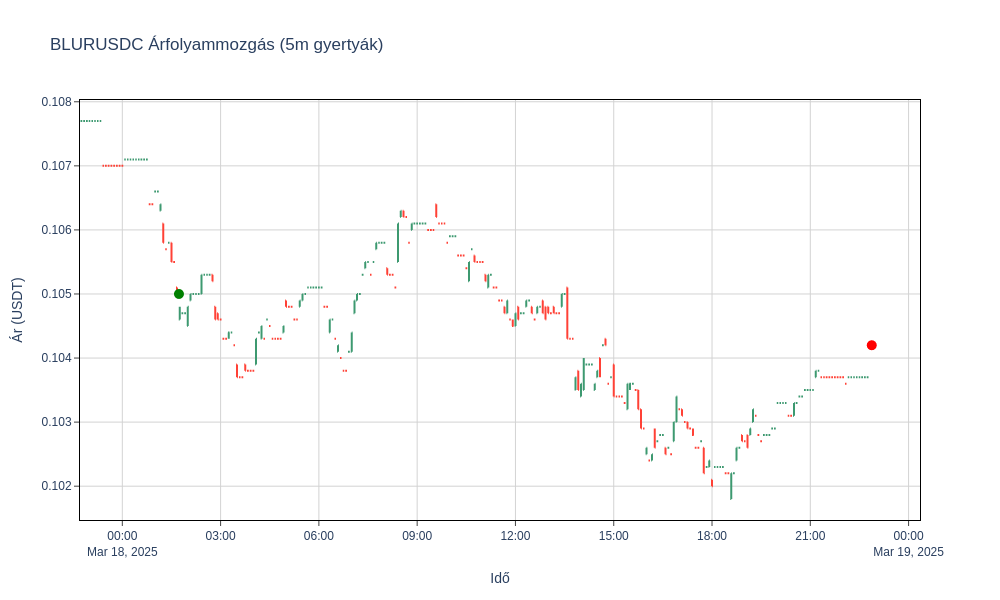 BLURUSDC Árfolyammozgás (5m gyertyák)
0.108
0.107
0.106
0.105
0.104
0.103
0.102
Ár (USDT)
00:00 03:00 06:00 09:00 12:00 15:00 18:00 21:00 00:00
Mar 18, 2025 Mar 19, 2025
Idő